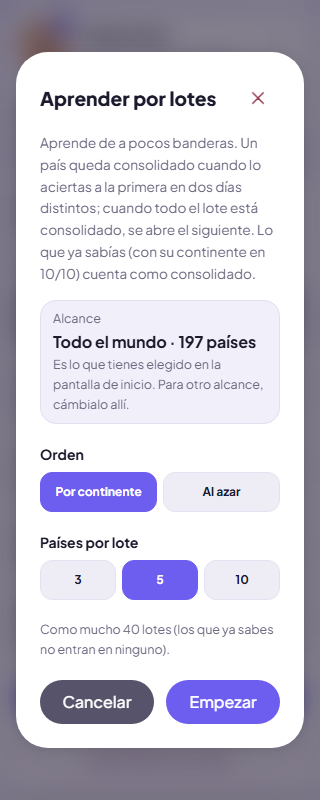 Aprender por lotes
Aprende de a pocos banderas. Un
país queda consolidado cuando lo
aciertas a la primera en dos días
distintos; cuando todo el lote está
consolidado, se abre el siguiente. Lo
que ya sabías (con su continente en
10/10) cuenta como consolidado.
Alcance
Todo el mundo · 197 países
Es lo que tienes elegido en la
pantalla de inicio. Para otro alcance,
cámbialo allí.
Orden
Por continente
Al azar
Países por lote
3
5
10
Como mucho 40 lotes (los que ya sabes
no entran en ninguno).
Cancelar
Empezar